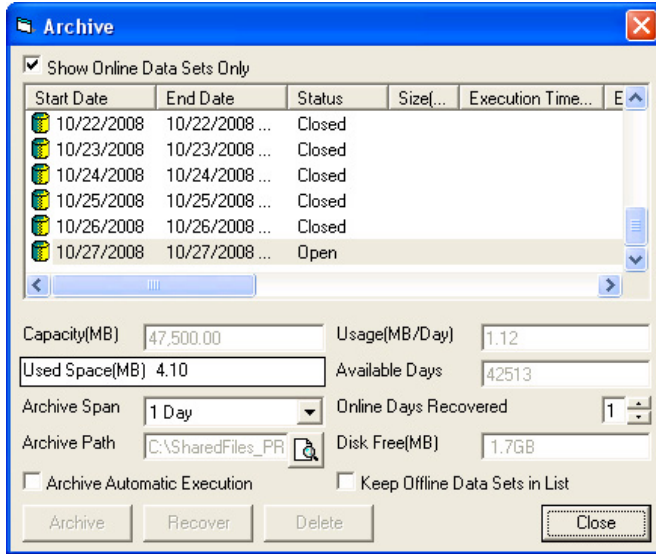 Archive
Show Online Data Sets Only
Start Date End Date Status Size(... Execution Time... E
10/22/2008 10/22/2008 ... Closed
10/23/2008 10/23/2008 ... Closed
10/24/2008 10/24/2008 ... Closed
10/25/2008 10/25/2008 ... Closed
10/26/2008 10/26/2008 ... Closed
10/27/2008 10/27/2008 ... Open
Capacity(MB) 47,500.00 Usage(MB/Day) 1.12
Used Space(MB) 4.10 Available Days 42513
Archive Span 1 Day Online Days Recovered 1
Archive Path C:\SharedFiles_PR Disk Free(MB) 1.7GB
Archive Automatic Execution Keep Offline Data Sets in List
Archive Recover Delete Close